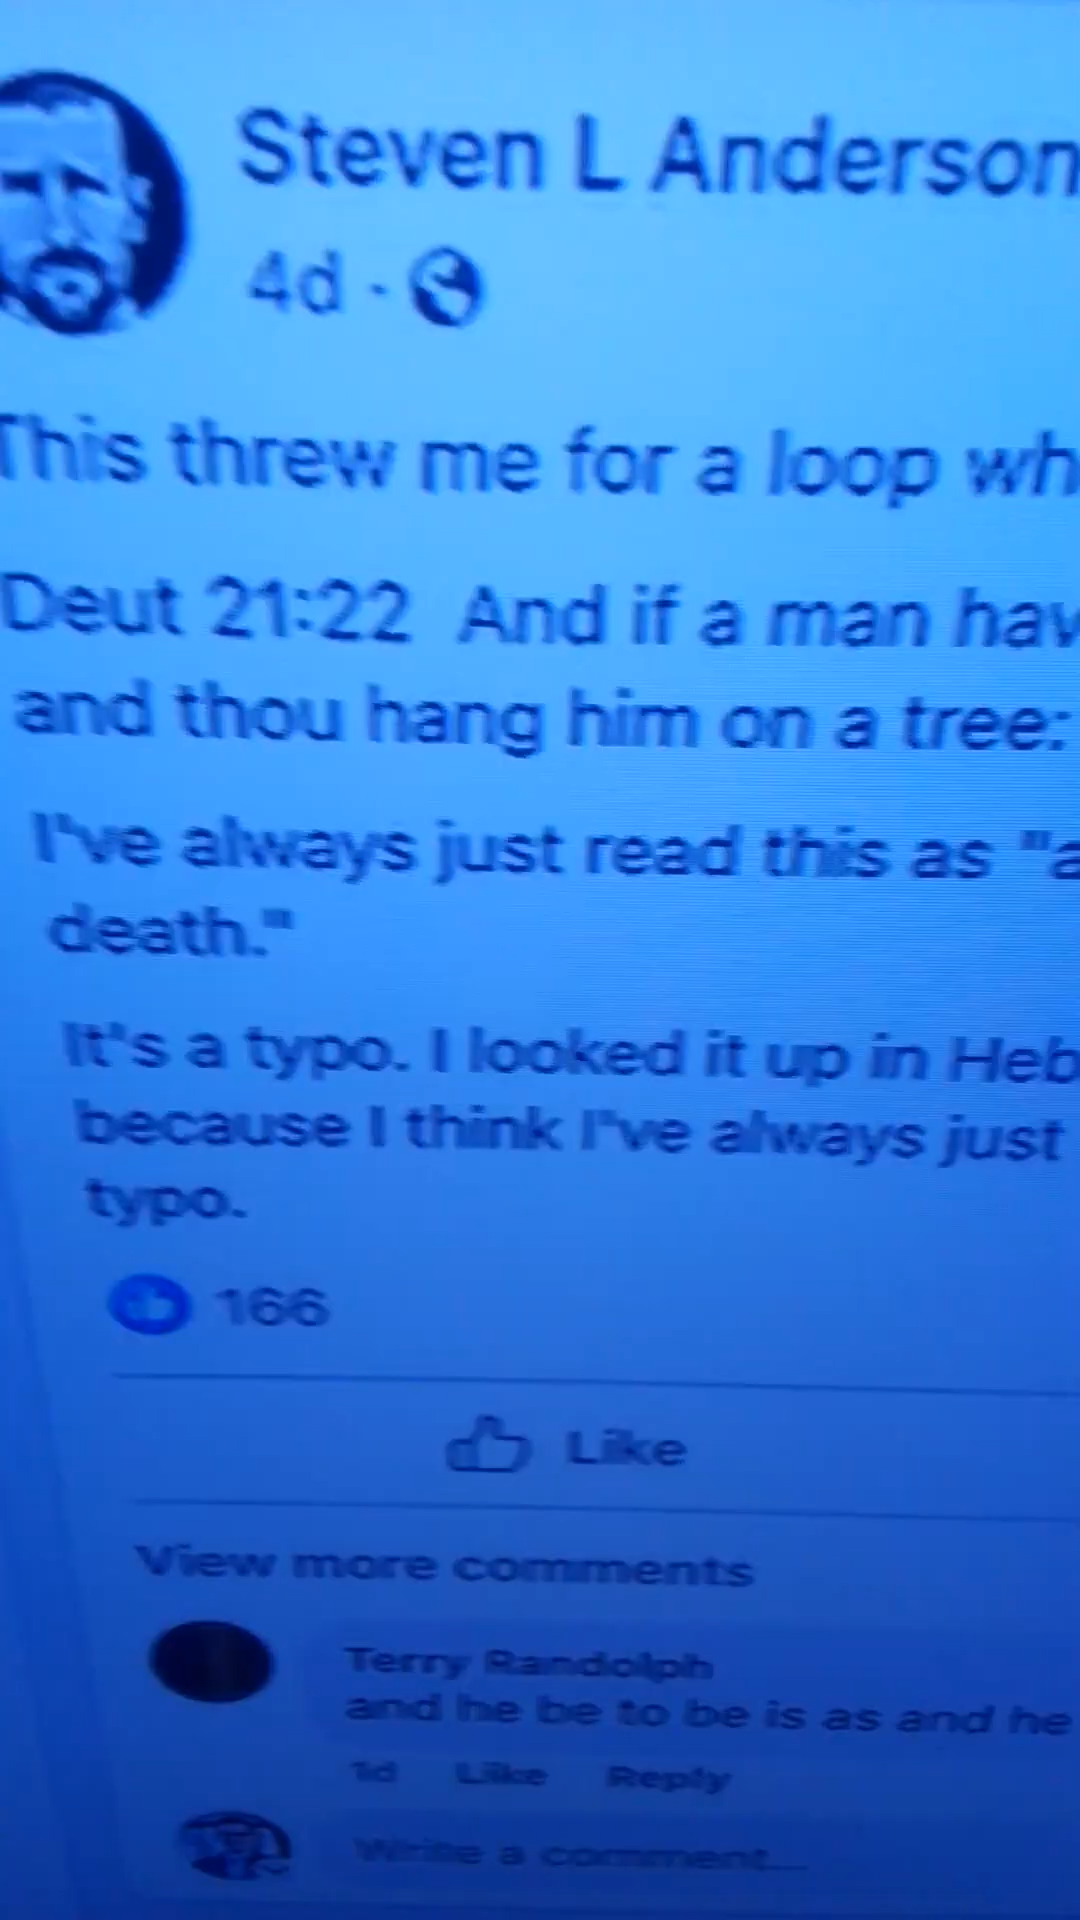 Steven L Anderson
4d ·
This threw me for a loop wh
Deut 21:22 And if a man hav
and thou hang him on a tree:
I've always just read this as "a
death."
It's a typo. I looked it up in Heb
because I think I've always just
typo.
166
Like
View more comments
Terry Randolph
and he be to be is as and he
1d Like Reply
Write a comment...